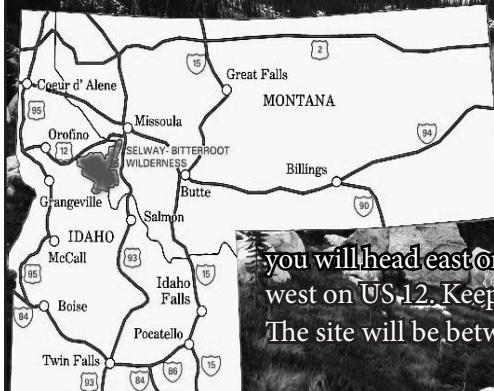 2
15
Coeur d' Alene
Great Falls
95
MONTANA
Missoula
Orofino
12
94
SELWAY-BITTERROOT
WILDERNESS
Billings
Butte
Grangeville
90
Salmon
IDAHO
McCall
93
95
Idaho
Falls
15
84
Boise
Pocatello
Twin Falls
86
15
84
93
you will head east on
west on US 12. Keep
The site will be betw